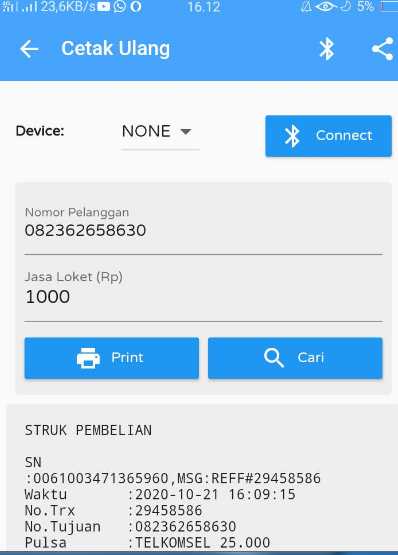 23,6KB/s 16.12 5%
Cetak Ulang
Device: NONE Connect
Nomor Pelanggan
082362658630
Jasa Loket (Rp)
1000
Print Cari
STRUK PEMBELIAN
SN
:0061003471365960,MSG:REFF#29458586
Waktu :2020-10-21 16:09:15
No.Trx :29458586
No.Tujuan :082362658630
Pulsa :TELKOMSEL 25.000